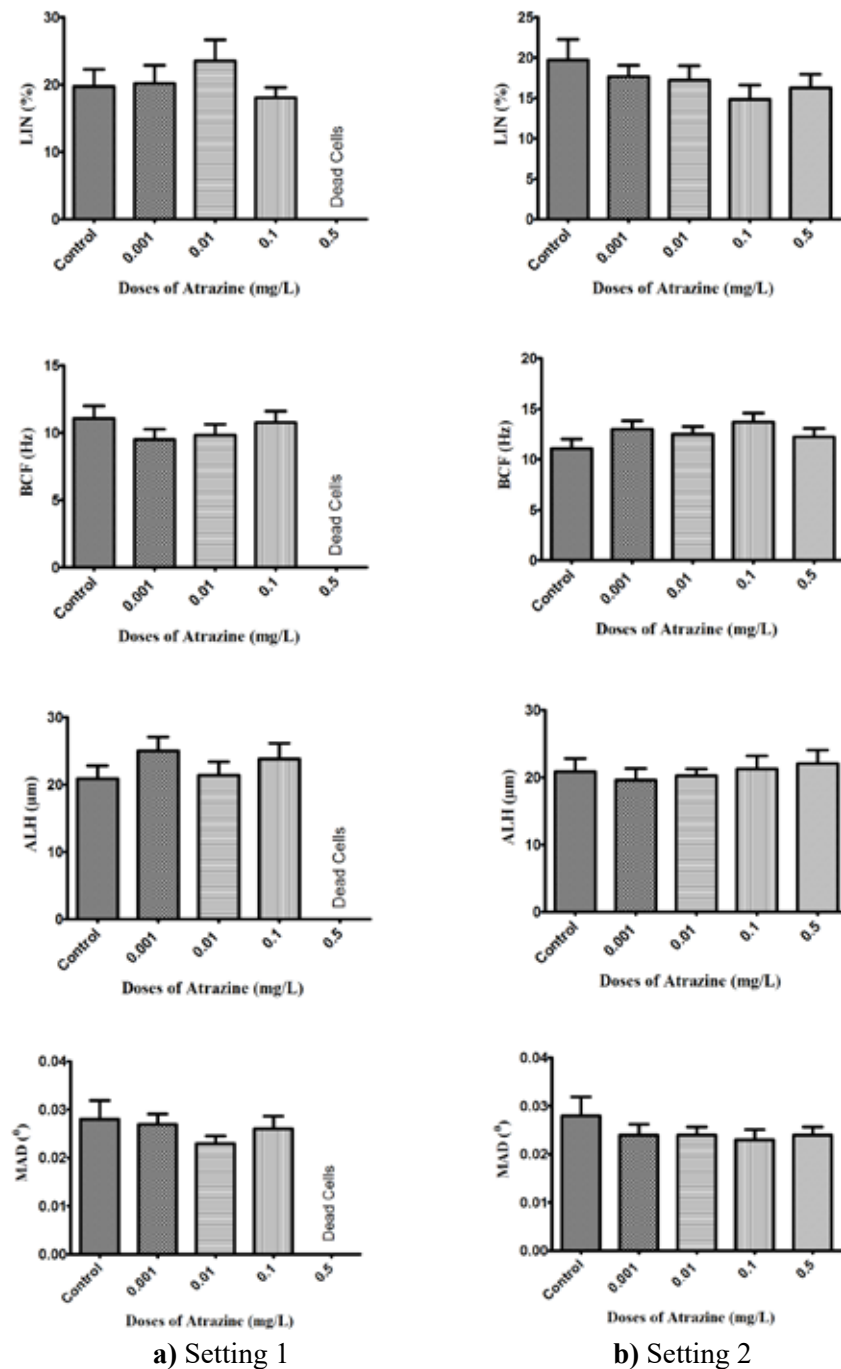 30
20
10
0
LIN (%)
Dead Cells
Control
0.001
0.01
0.1
0.5
Doses of Atrazine (mg/L)
25
20
15
10
5
0
LIN (%)
Control
0.001
0.01
0.1
0.5
Doses of Atrazine (mg/L)
15
10
5
0
BCF (Hz)
Dead Cells
Control
0.001
0.01
0.1
0.5
Doses of Atrazine (mg/L)
20
15
10
5
0
BCF (Hz)
Control
0.001
0.01
0.1
0.5
Doses of Atrazine (mg/L)
30
20
10
0
ALH (µm)
Dead Cells
Control
0.001
0.01
0.1
0.5
Doses of Atrazine (mg/L)
30
20
10
0
ALH (µm)
Control
0.001
0.01
0.1
0.5
Doses of Atrazine (mg/L)
0.04
0.03
0.02
0.01
0.00
MAD (⁰)
Dead Cells
Control
0.001
0.01
0.1
0.5
Doses of Atrazine (mg/L)
0.04
0.03
0.02
0.01
0.00
MAD (⁰)
Control
0.001
0.01
0.1
0.5
Doses of Atrazine (mg/L)
a) Setting 1
b) Setting 2